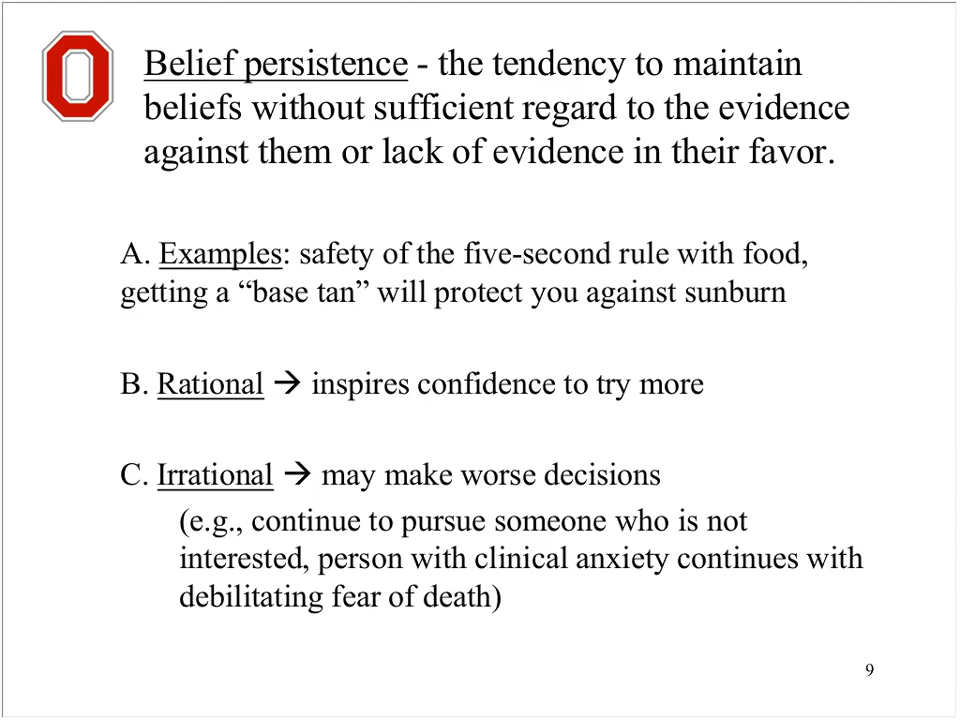 Belief persistence - the tendency to maintain
beliefs without sufficient regard to the evidence
against them or lack of evidence in their favor.
A. Examples: safety of the five-second rule with food,
getting a “base tan” will protect you against sunburn
B. Rational → inspires confidence to try more
C. Irrational → may make worse decisions
(e.g., continue to pursue someone who is not
interested, person with clinical anxiety continues with
debilitating fear of death)
9